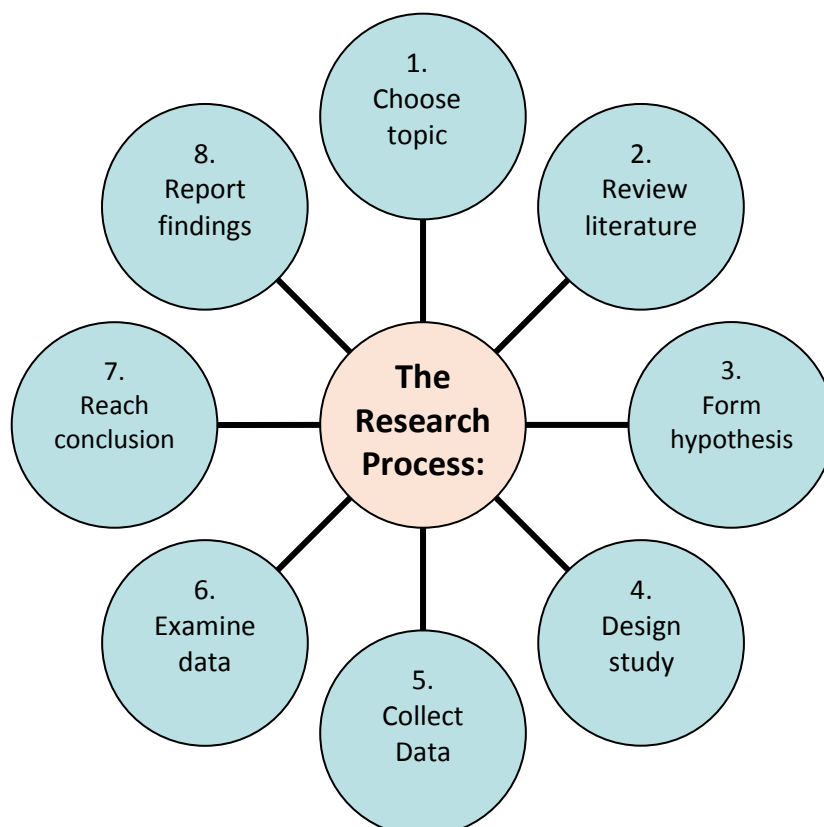 The
Research
Process:
1.
Choose
topic
2.
Review
literature
3.
Form
hypothesis
4.
Design
study
5.
Collect
Data
6.
Examine
data
7.
Reach
conclusion
8.
Report
findings